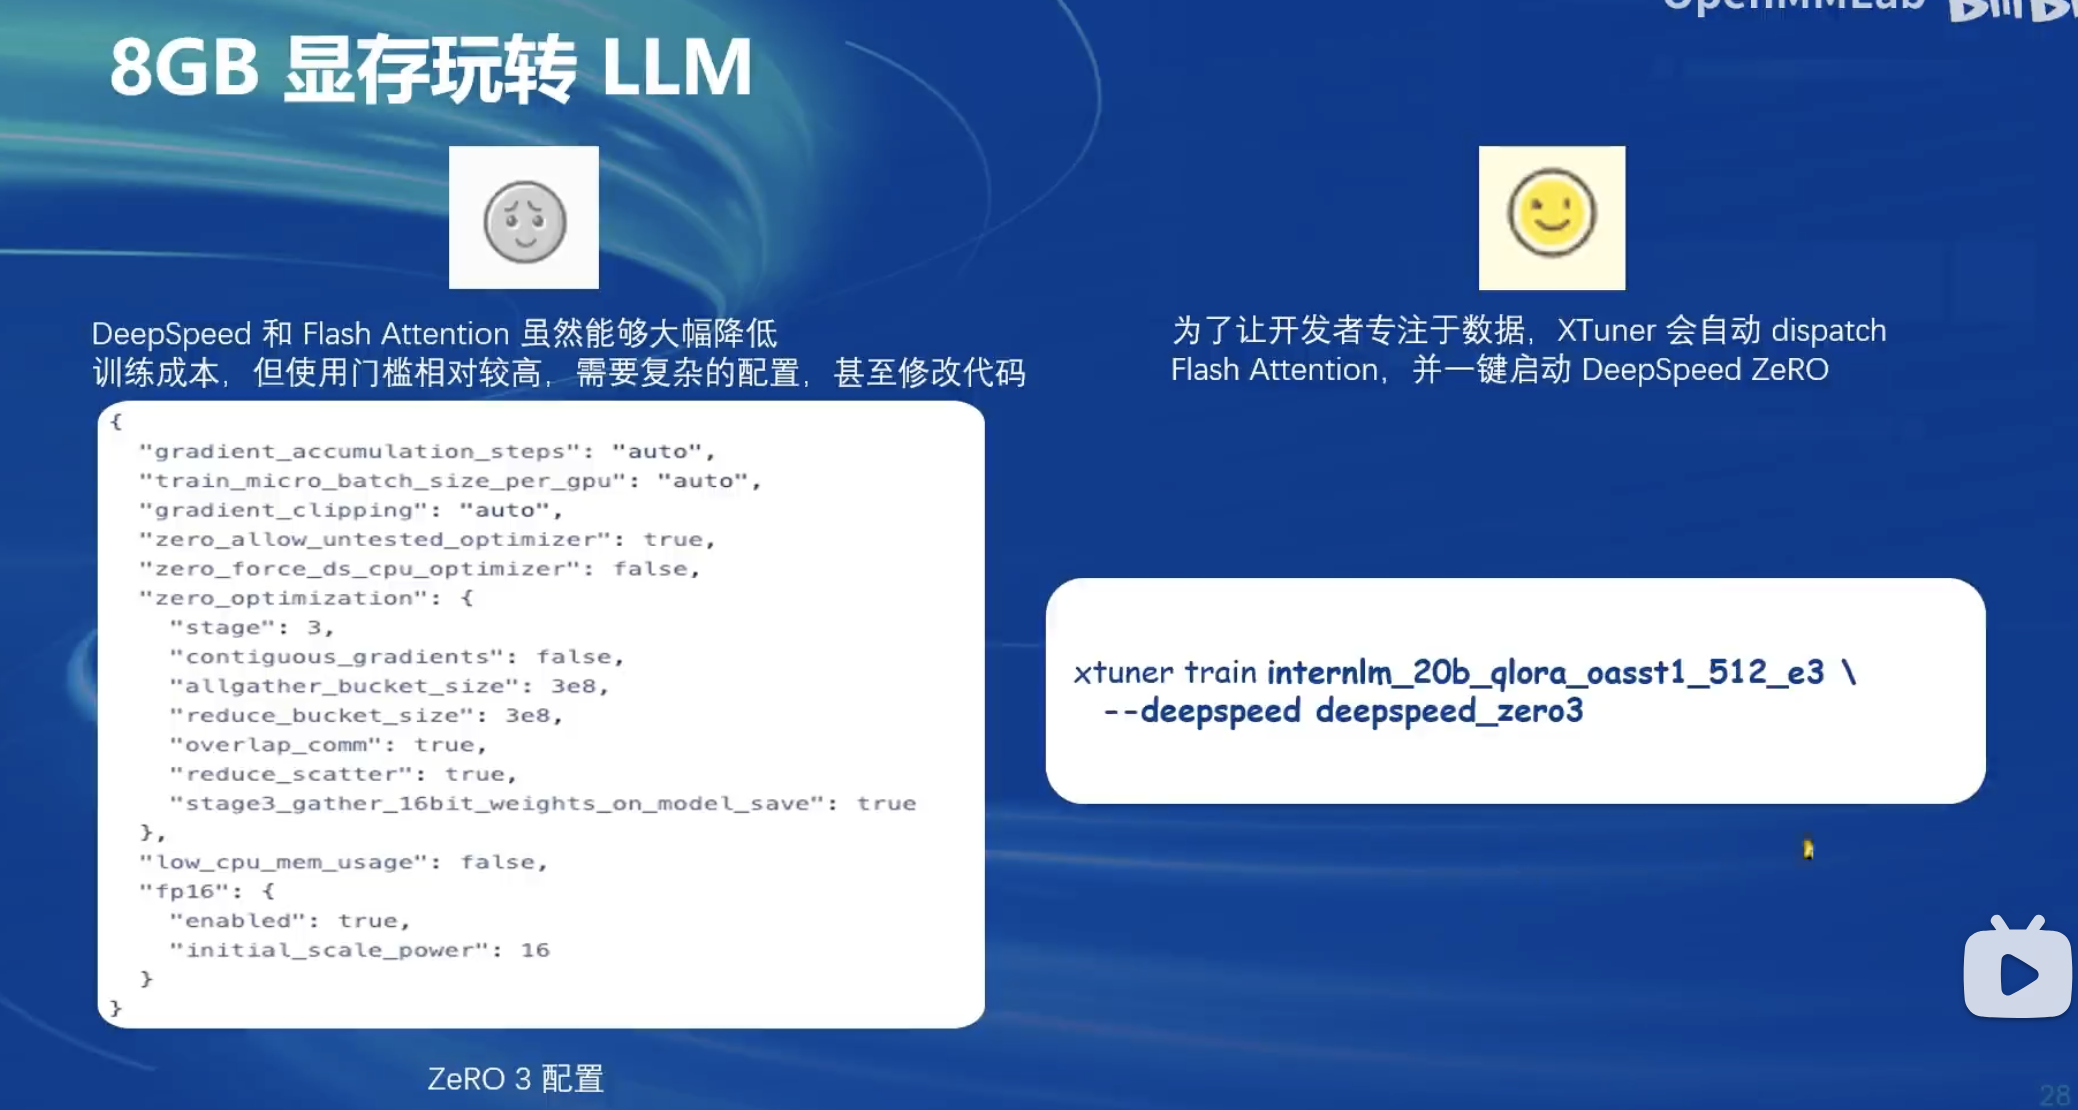 OpenMMLab
8GB 显存玩转 LLM
DeepSpeed 和 Flash Attention 虽然能够大幅降低
训练成本，但使用门槛相对较高，需要复杂的配置，甚至修改代码
{
  "gradient_accumulation_steps": "auto",
  "train_micro_batch_size_per_gpu": "auto",
  "gradient_clipping": "auto",
  "zero_allow_untested_optimizer": true,
  "zero_force_ds_cpu_optimizer": false,
  "zero_optimization": {
    "stage": 3,
    "contiguous_gradients": false,
    "allgather_bucket_size": 3e8,
    "reduce_bucket_size": 3e8,
    "overlap_comm": true,
    "reduce_scatter": true,
    "stage3_gather_16bit_weights_on_model_save": true
  },
  "low_cpu_mem_usage": false,
  "fp16": {
    "enabled": true,
    "initial_scale_power": 16
  }
}
ZeRO 3 配置
为了让开发者专注于数据，XTuner 会自动 dispatch
Flash Attention，并一键启动 DeepSpeed ZeRO
xtuner train internlm_20b_qlora_oasst1_512_e3 \
  --deepspeed deepspeed_zero3
28